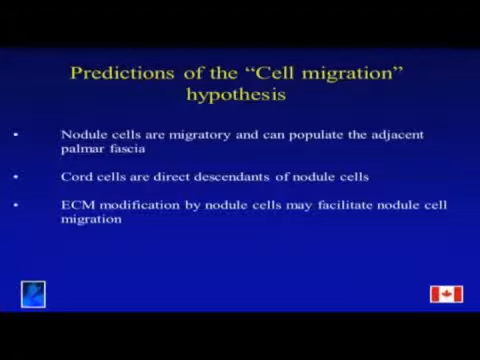 Predictions of the “Cell migration”
hypothesis
• Nodule cells are migratory and can populate the adjacent
palmar fascia
• Cord cells are direct descendants of nodule cells
• ECM modification by nodule cells may facilitate nodule cell
migration